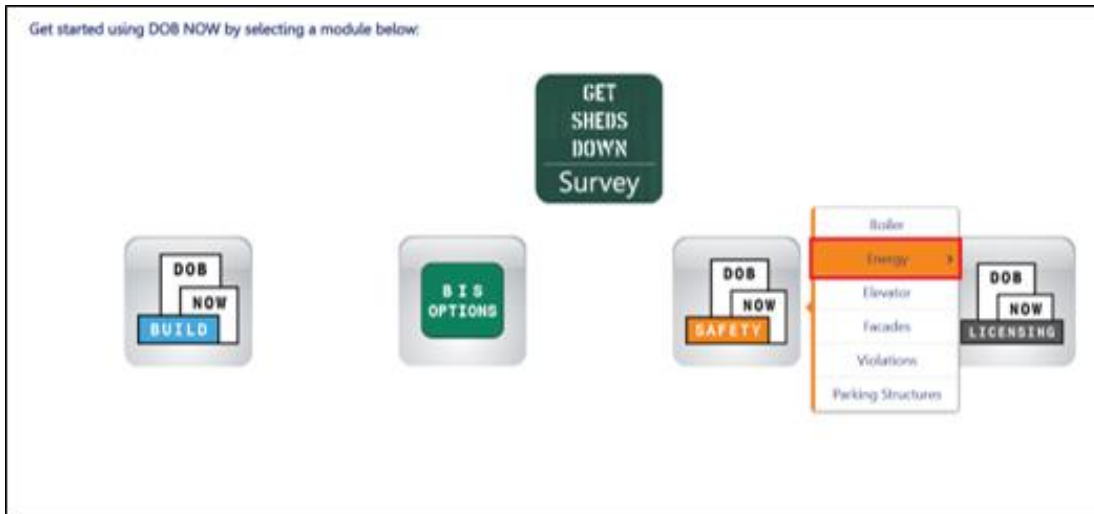 Get started using DOB NOW by selecting a module below:
GET
SHEDS
DOWN
Survey
DOB
NOW
BUILD
BIS
OPTIONS
DOB
NOW
SAFETY
Boiler
Energy
Elevator
Facades
Violations
Parking Structures
DOB
NOW
LICENSING